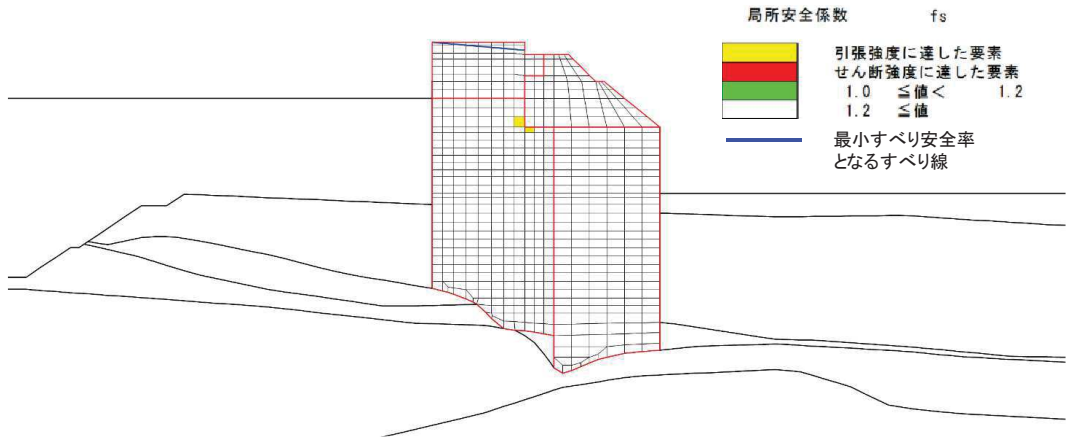 局所安全係数 fs
引張強度に達した要素
せん断強度に達した要素
1.0 ≦値< 1.2
1.2 ≦値
最小すべり安全率
となるすべり線